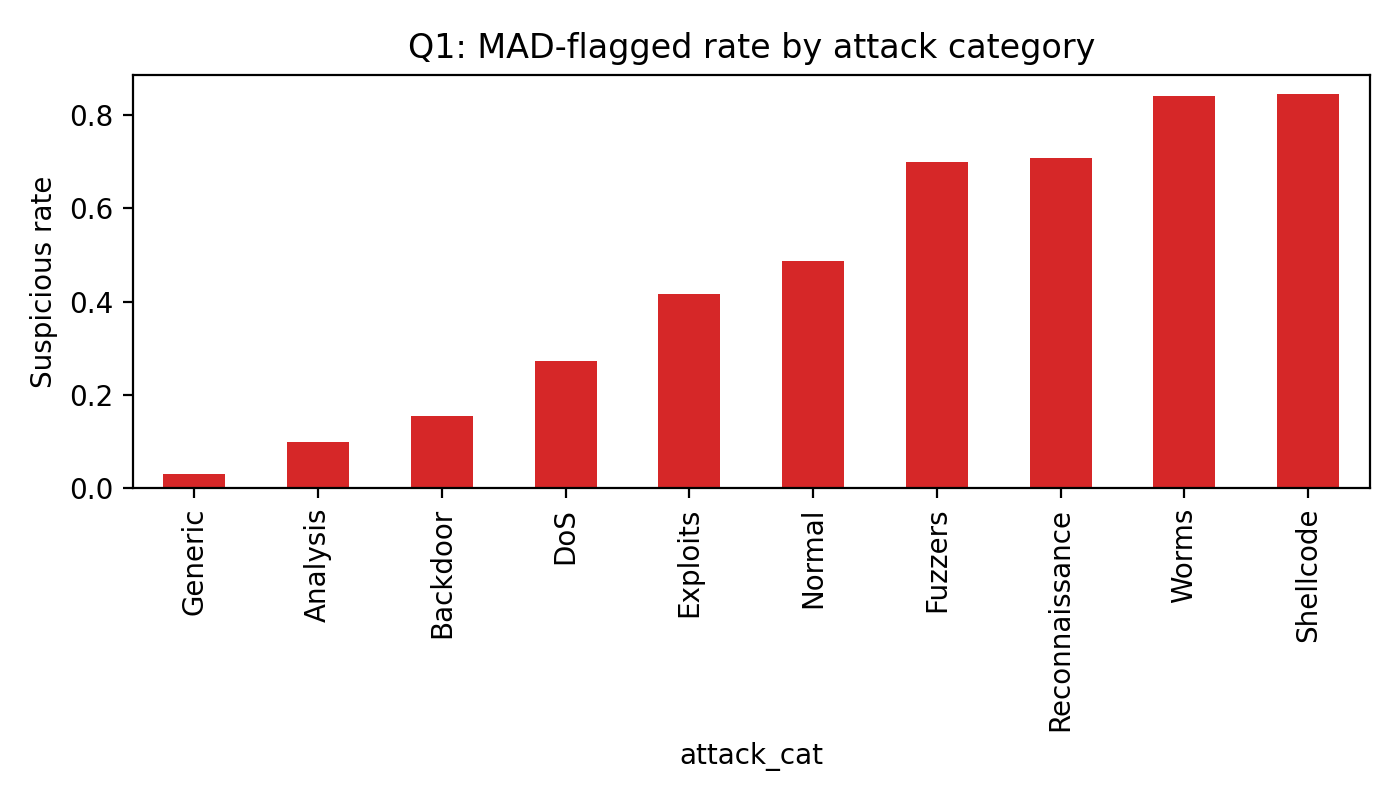 Q1: MAD-flagged rate by attack category
Suspicious rate
0.8
0.6
0.4
0.2
0.0
Generic
Analysis
Backdoor
DoS
Exploits
Normal
Fuzzers
Reconnaissance
Worms
Shellcode
attack_cat